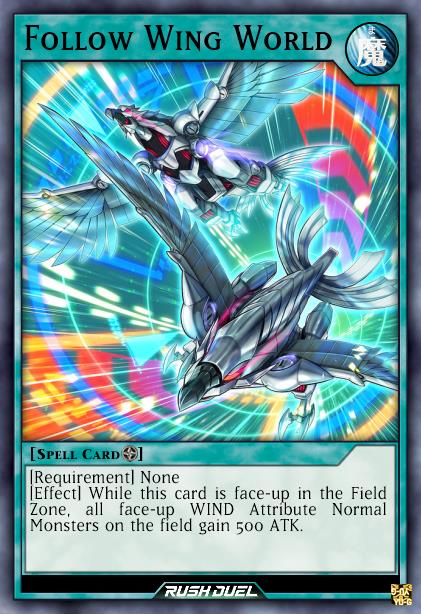 Follow Wing World
ま
魔
[Spell Card]
[Requirement] None
[Effect] While this card is face-up in the Field
Zone, all face-up WIND Attribute Normal
Monsters on the field gain 500 ATK.
RUSH DUEL